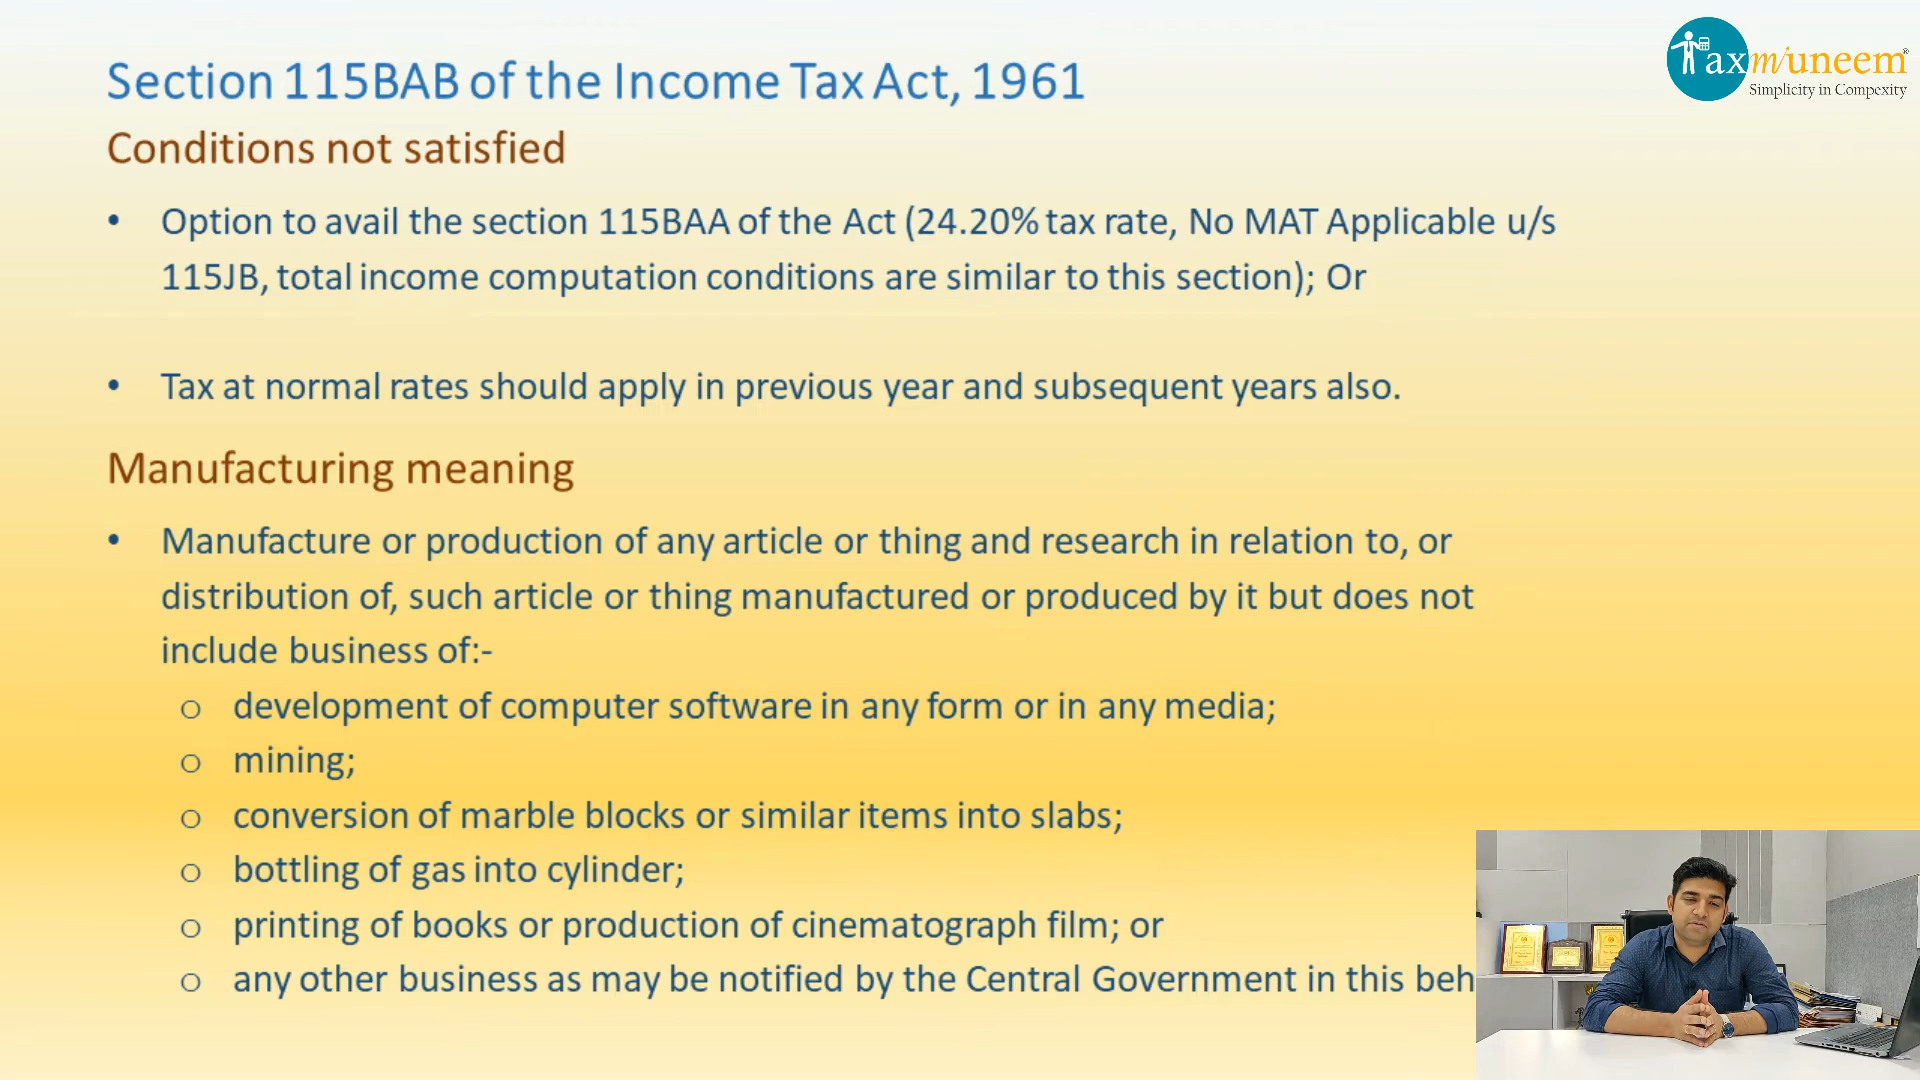 Taxmuneem®
Simplicity in Compexity
Section 115BAB of the Income Tax Act, 1961
Conditions not satisfied
• Option to avail the section 115BAA of the Act (24.20% tax rate, No MAT Applicable u/s
115JB, total income computation conditions are similar to this section); Or
• Tax at normal rates should apply in previous year and subsequent years also.
Manufacturing meaning
• Manufacture or production of any article or thing and research in relation to, or
distribution of, such article or thing manufactured or produced by it but does not
include business of:-
o development of computer software in any form or in any media;
o mining;
o conversion of marble blocks or similar items into slabs;
o bottling of gas into cylinder;
o printing of books or production of cinematograph film; or
o any other business as may be notified by the Central Government in this beh